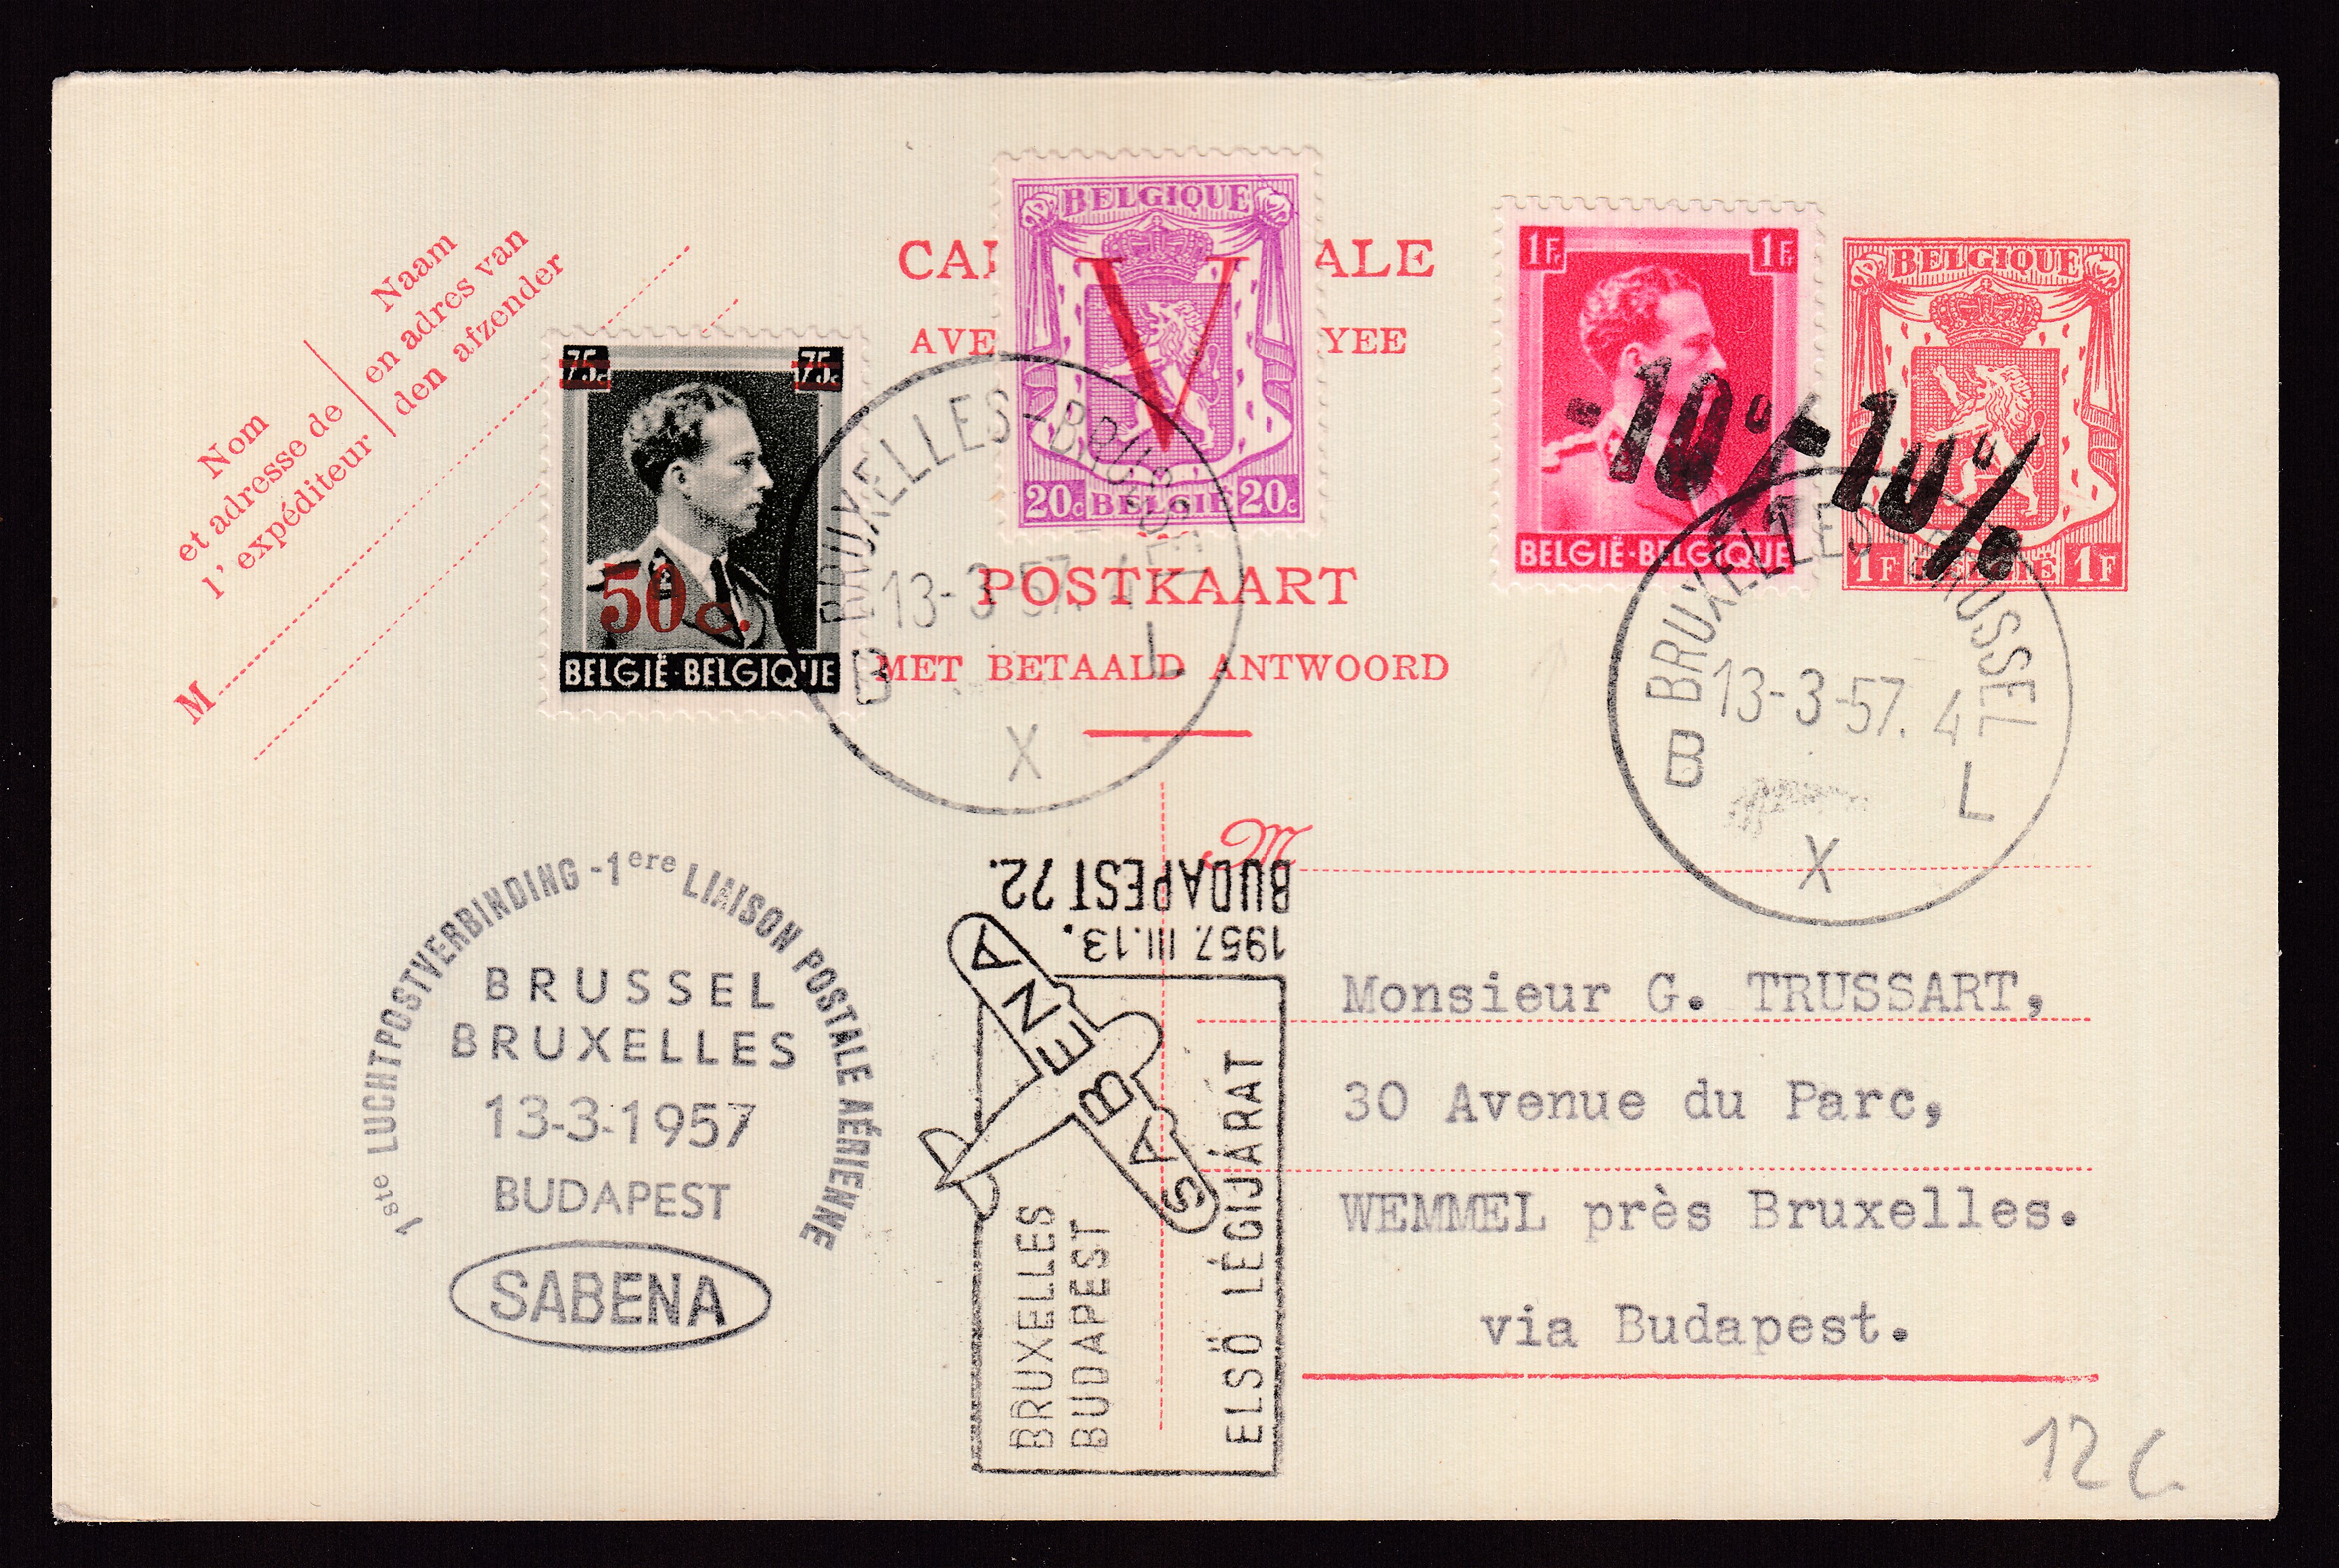 Nom
et adresse de
l'expéditeur
Naam
en adres van
den afzender
M
75c
75c
50c.
BELGIË-BELGIQUE
CA ALE
AVE YEE
BELGIQUE
V
20c BELGIË 20c
POSTKAART
MET BETAALD ANTWOORD
1F 1F
-10%
BELGIË-BELGIQUE
BELGIQUE
-10%
1F BELGIE 1F
BRUXELLES-BRUSSEL
13-3-57. 4
B L
X
BRUXELLES-BRUSSEL
13-3-57. 4
B L
X
M
1ste LUCHTPOSTVERBINDING -1ere LIAISON POSTALE AÉRIENNE
BRUSSEL
BRUXELLES
13-3-1957
BUDAPEST
SABENA
BUDAPEST 72.
1957. III.13.
SABENA
BRUXELLES
BUDAPEST
ELSŐ LÉGIJÁRAT
Monsieur G. TRUSSART,
30 Avenue du Parc,
WEMMEL près Bruxelles.
via Budapest.
12